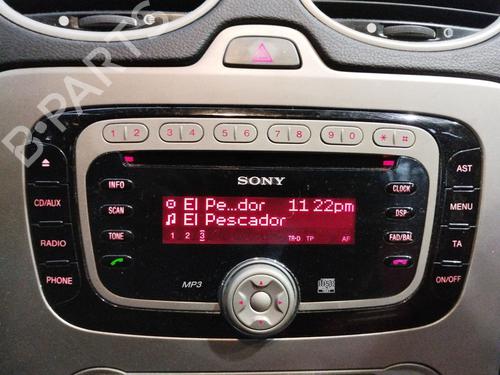 B-PARTS
1 2 3 4 5 6 7 8 9 0 * #
SONY
INFO
CLOCK
AST
CD/AUX
SCAN
DSP
MENU
El Pe...dor 11 22pm
El Pescador
1 2 3 TR-D TP AF
RADIO
TONE
FAD/BAL
TA
PHONE
ON/OFF
MP3